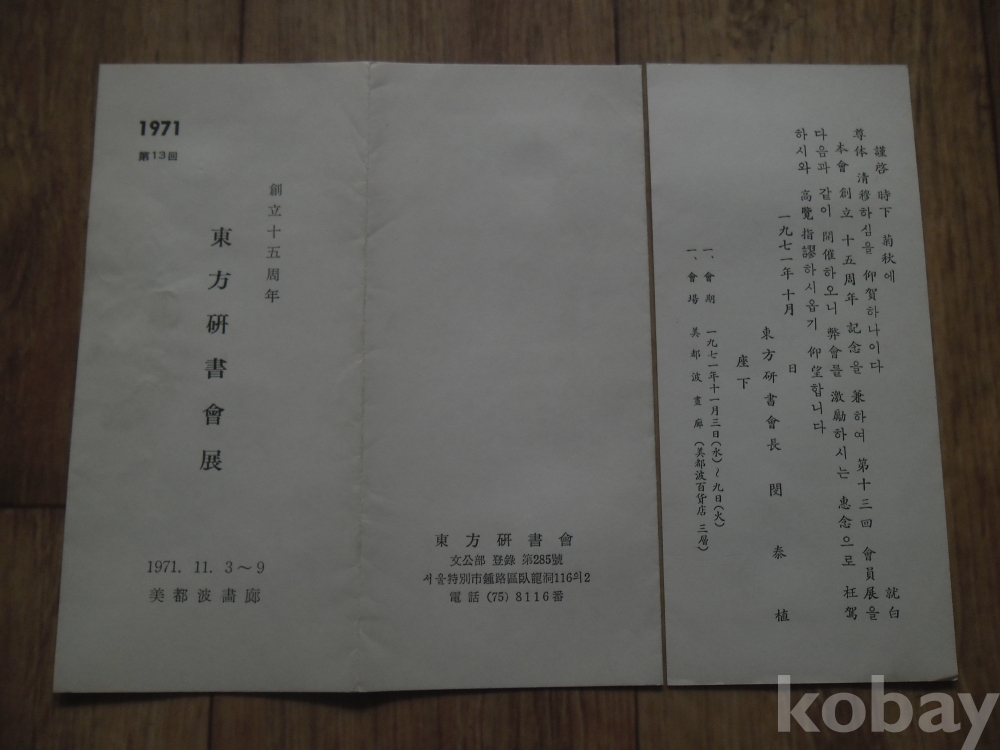 1971
第13回
創立十五周年
東方硏書會展
1971. 11. 3～9
美都波畵廊
東方硏書會
文公部 登錄 第285號
서울特別市鍾路區臥龍洞116의2
電話 (75) 8116番
謹啓 時下 菊秋에 就白
尊体 淸穆하심을 仰賀하나이다
本會 創立 十五周年 記念을 兼하여 第十三回 會員展을
다음과 같이 開催하오니 弊會를 激勵하시는 惠念으로 枉駕
하시와 高覽 指謬하시옵기 仰望합니다
一九七一年 十月 日
東方硏書會長 閔泰植
座下
一、會期 一九七一年十一月三日(水)～九日(火)
一、會場 美都波畵廊(美都波百貨店 三層)
kobay